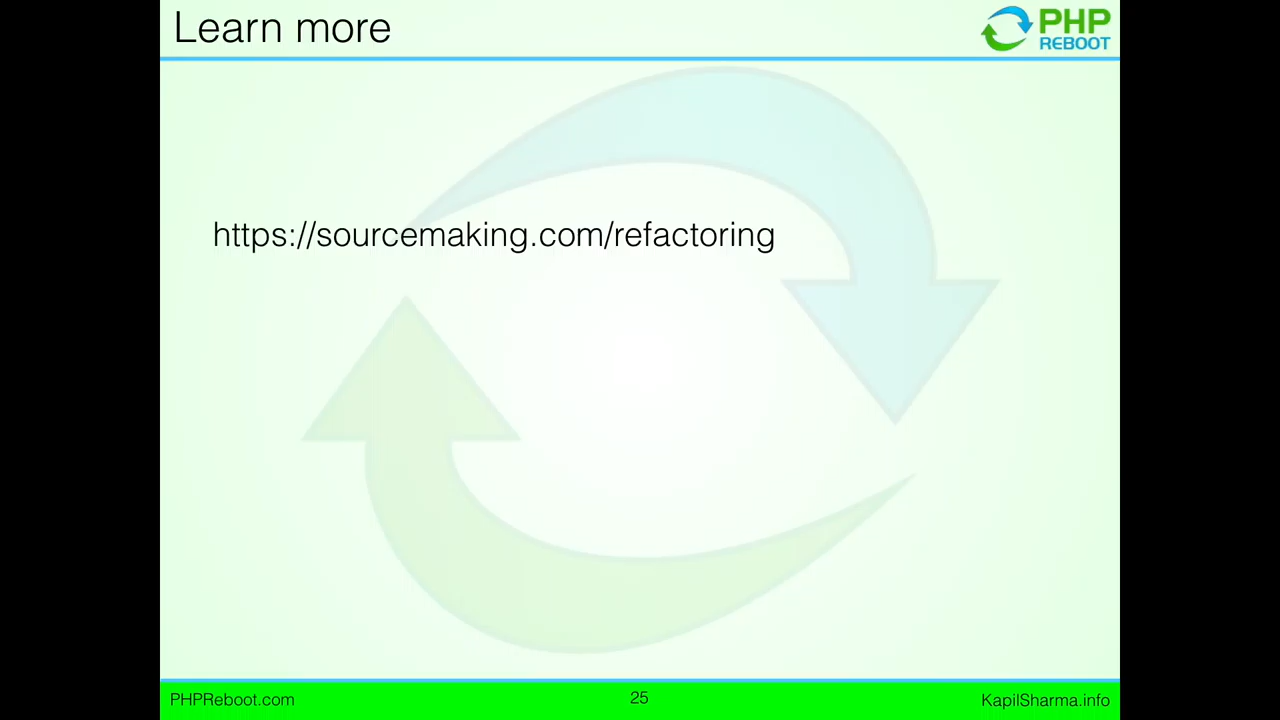 Learn more
PHP
REBOOT
https://sourcemaking.com/refactoring
PHPReboot.com
25
KapilSharma.info